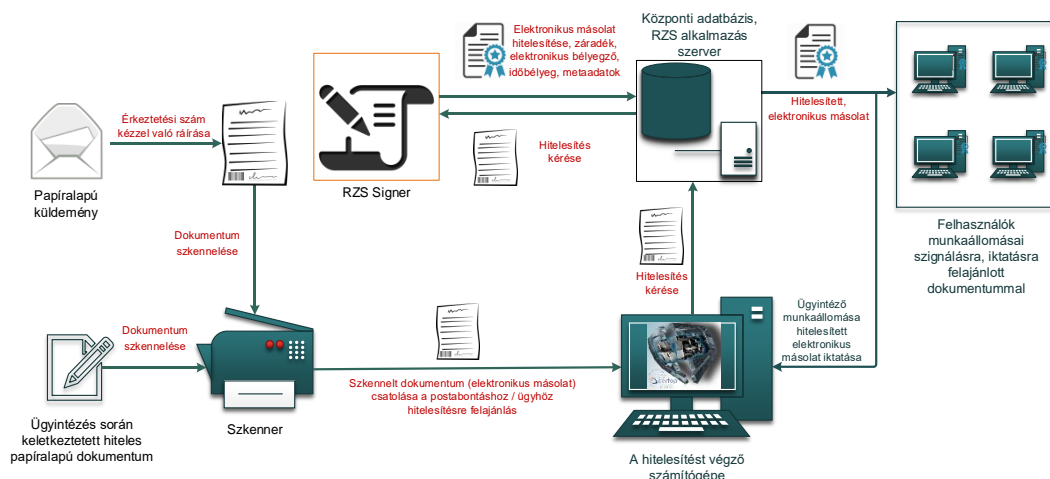 Elektronikus másolat
hitelesítése, záradék,
elektronikus bélyegző,
időbélyeg, metaadatok
Központi adatbázis,
RZS alkalmazás
szerver
Érkeztetési szám
kézzel való ráírása
Hitelesített,
elektronikus másolat
Hitelesítés
kérése
Papíralapú
küldemény
RZS Signer
Dokumentum
szkennelése
Felhasználók
munkaállomásai
szignálásra, iktatásra
felajánlott
dokumentummal
Hitelesítés
kérése
Ügyintéző
munkaállomása
hitelesített
elektronikus
másolat iktatása
Dokumentum
szkennelése
Szkennelt dokumentum (elektronikus másolat)
csatolása a postabontáshoz / ügyhöz
hitelesítésre felajánlás
Ügyintézés során
keletkeztetett hiteles
papíralapú dokumentum
Szkenner
A hitelesítést végző
számítógépe